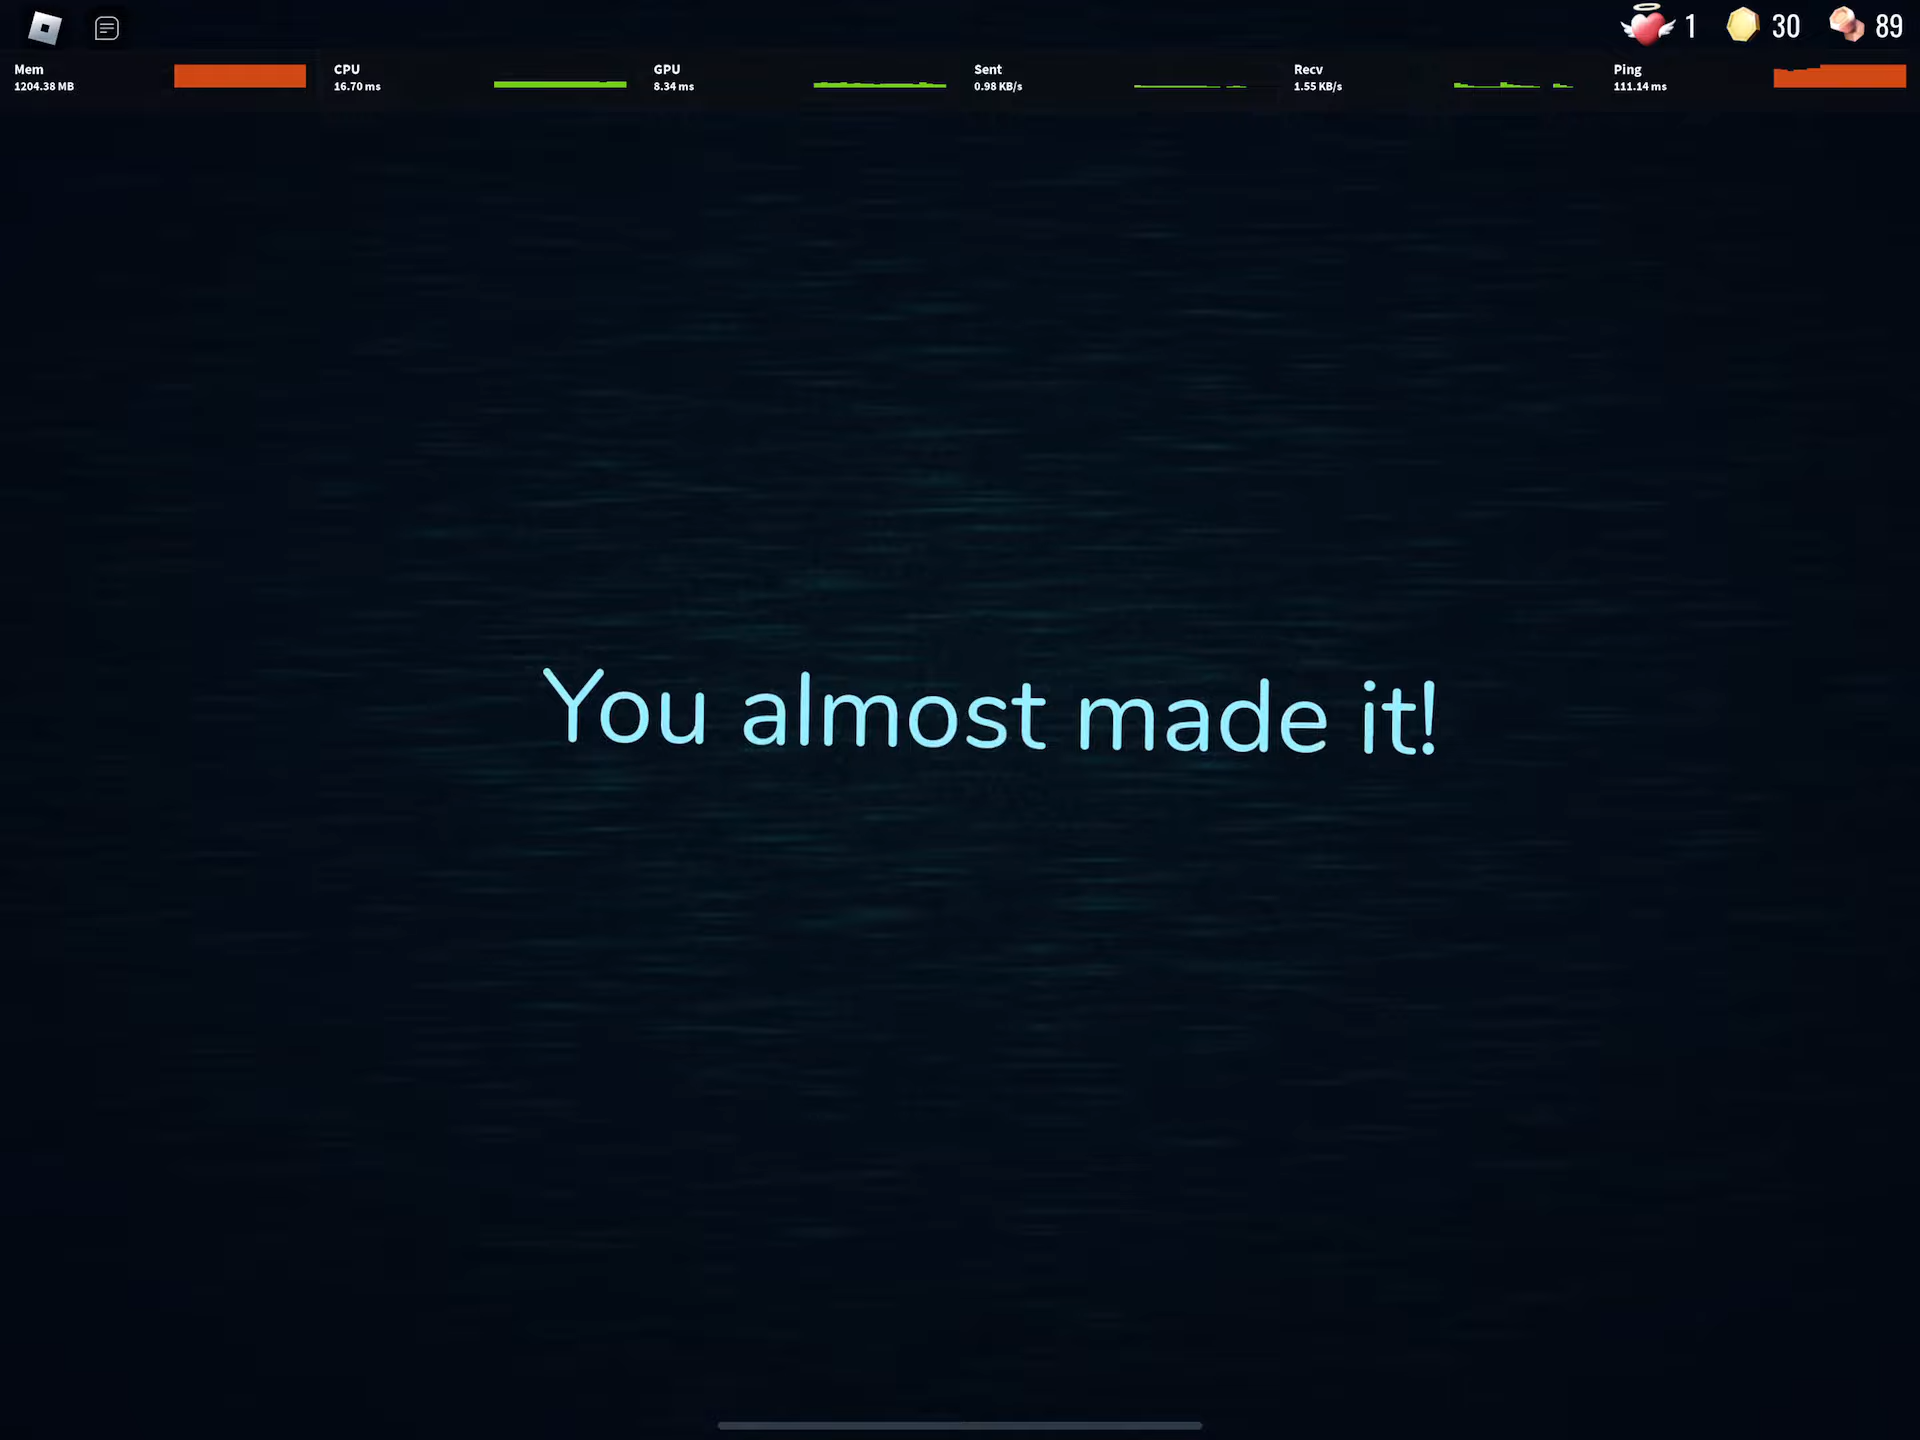 1 30 89
Mem CPU GPU Sent Recv Ping
1204.38 MB 16.70 ms 8.34 ms 0.98 KB/s 1.55 KB/s 111.14 ms
You almost made it!